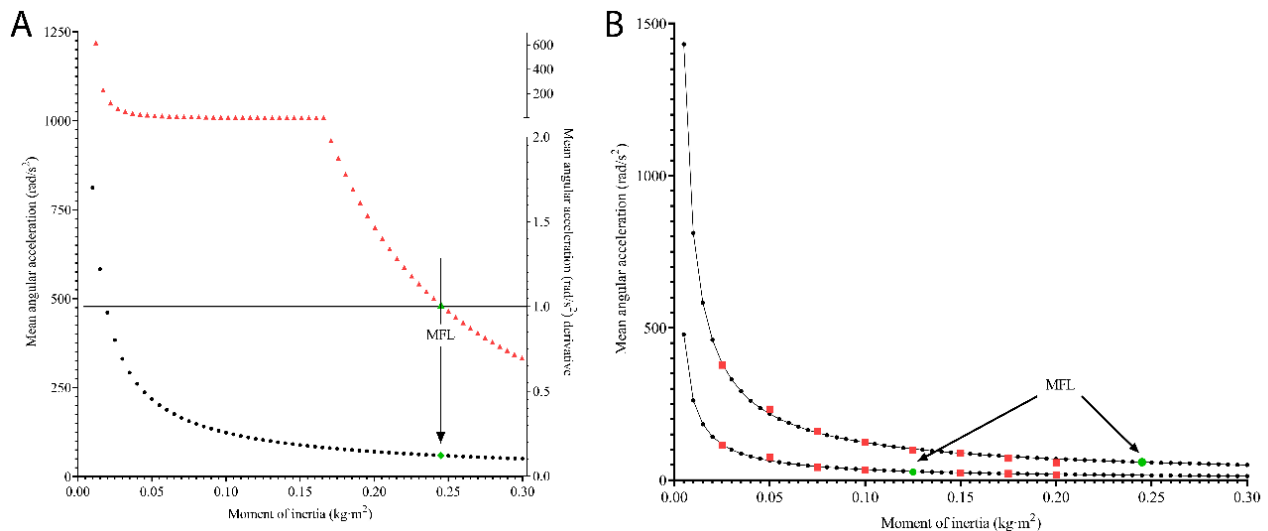 A
1250
1000
750
500
250
0
Mean angular acceleration (rad/s²)
600
400
200
2.0
1.5
1.0
0.5
0.0
Mean angular acceleration (rad/s²) derivative
MFL
0.00 0.05 0.10 0.15 0.20 0.25 0.30
Moment of inertia (kg·m²)
B
1500
1000
500
0
Mean angular acceleration (rad/s²)
MFL
0.00 0.05 0.10 0.15 0.20 0.25 0.30
Moment of inertia (kg·m²)